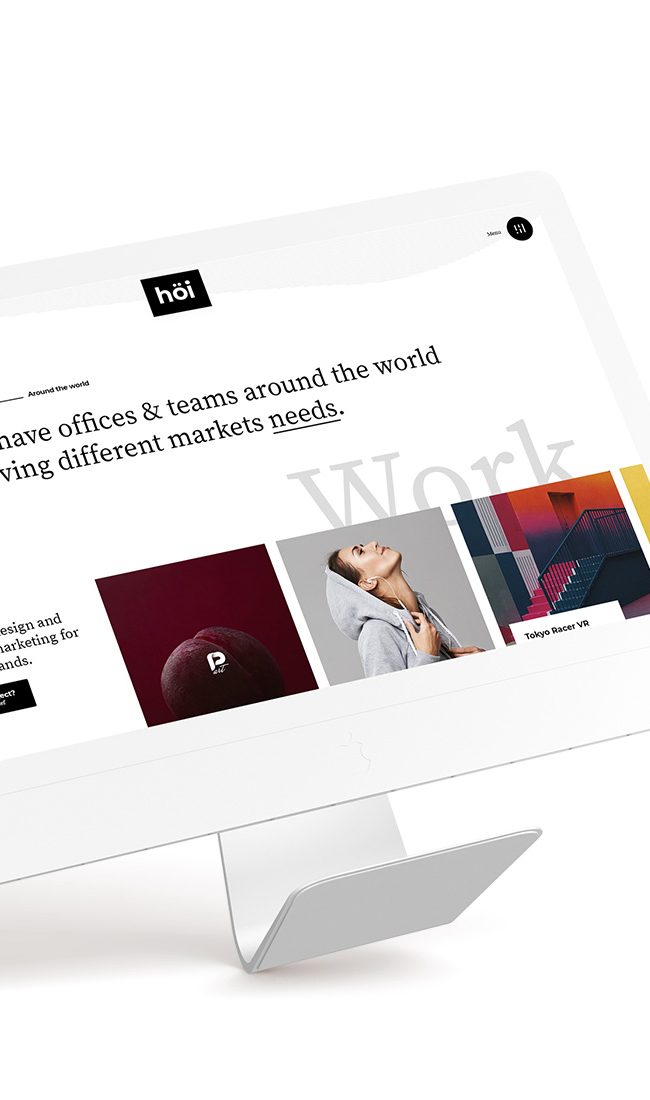 Menu
höi
Around the world
have offices & teams around the world
ving different markets needs.
Work
esign and
marketing for
ands.
ect?
Tokyo Racer VR
P